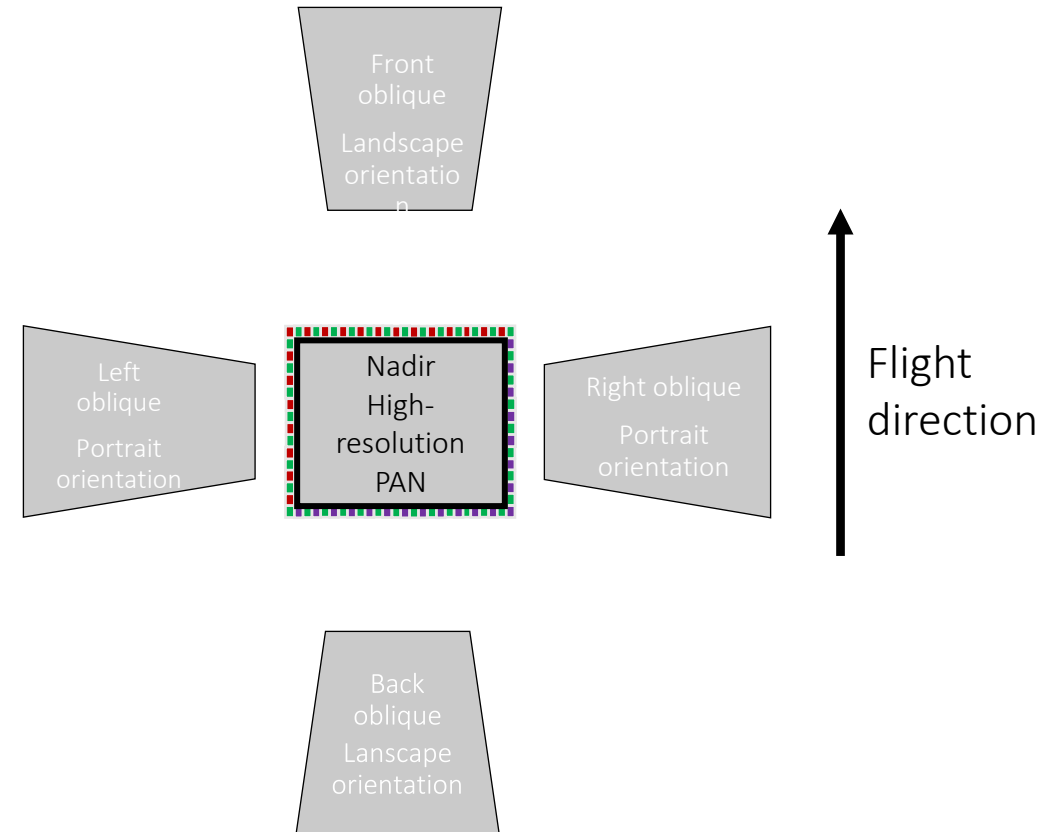 Front
oblique
Landscape
orientatio
n
Left
oblique
Portrait
orientation
Nadir
High-
resolution
PAN
Right oblique
Portrait
orientation
Flight
direction
Back
oblique
Lanscape
orientation